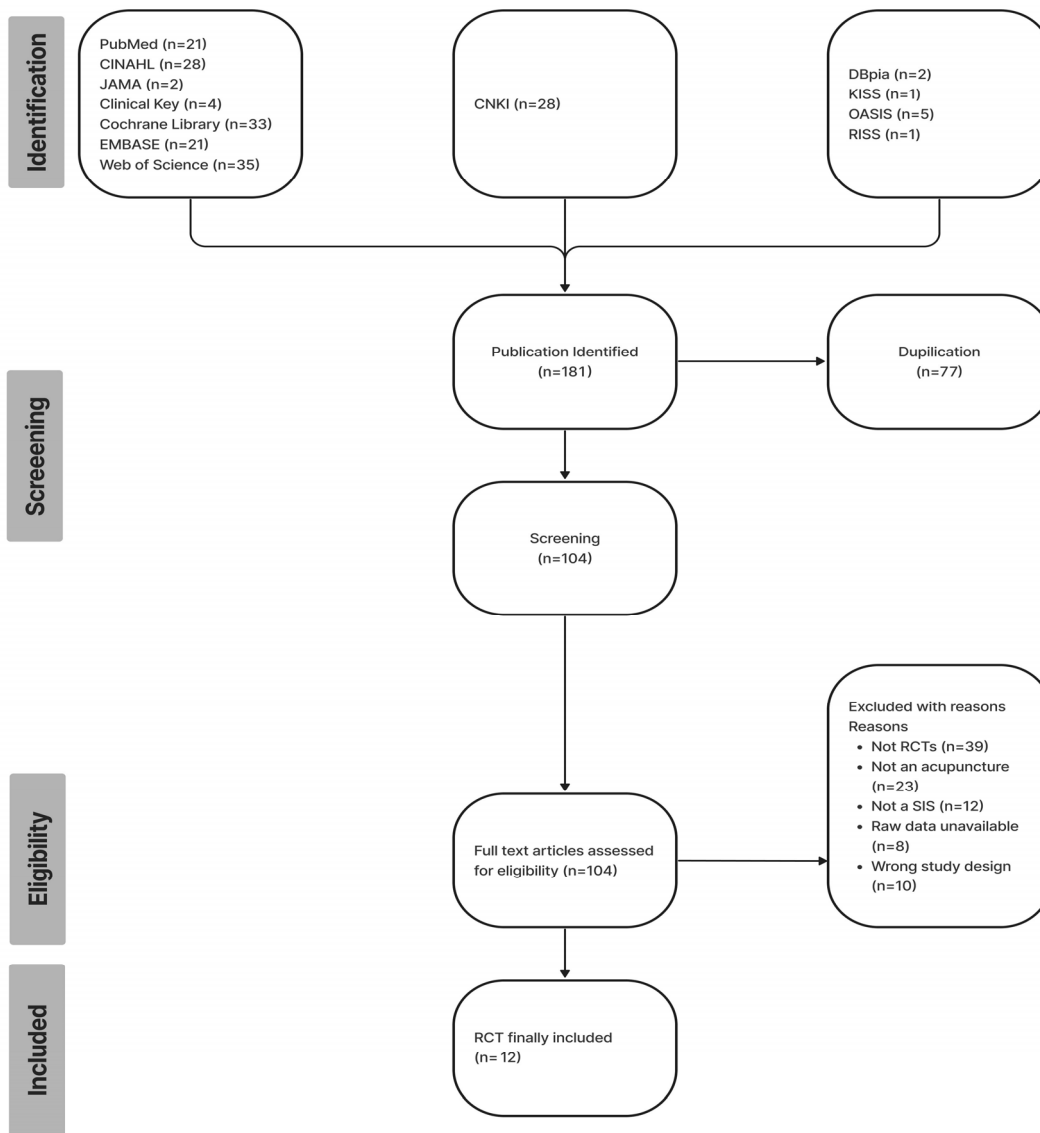 Identification
PubMed (n=21)
CINAHL (n=28)
JAMA (n=2)
Clinical Key (n=4)
Cochrane Library (n=33)
EMBASE (n=21)
Web of Science (n=35)
CNKI (n=28)
DBpia (n=2)
KISS (n=1)
OASIS (n=5)
RISS (n=1)
Screeening
Publication Identified
(n=181)
Dupilication
(n=77)
Screening
(n=104)
Eligibility
Full text articles assessed
for eligibility (n=104)
Excluded with reasons
Reasons
• Not RCTs (n=39)
• Not an acupuncture
(n=23)
• Not a SIS (n=12)
• Raw data unavailable
(n=8)
• Wrong study design
(n=10)
Included
RCT finally included
(n= 12)